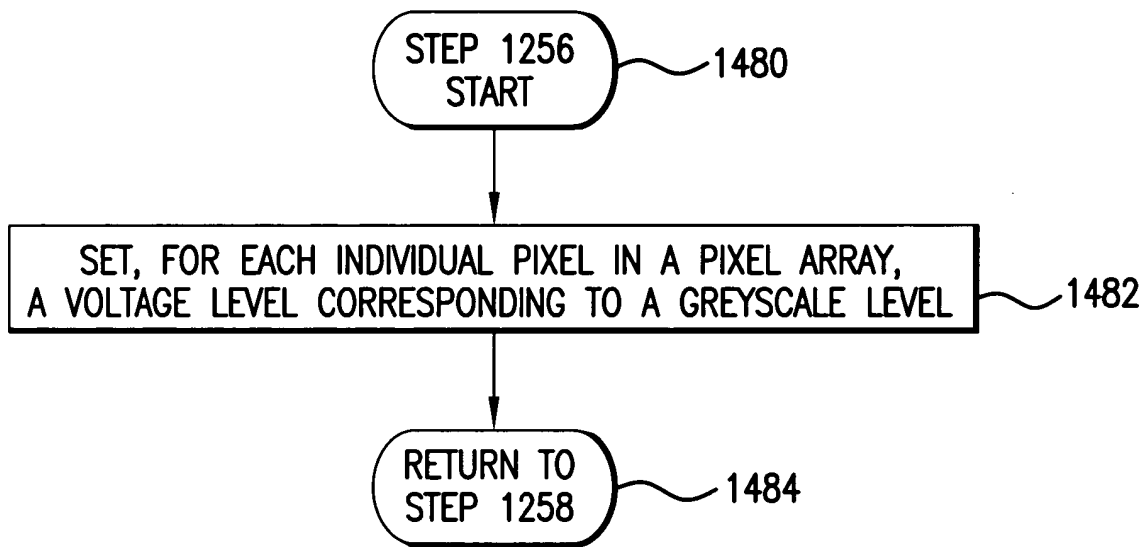 STEP 1256
START
1480
SET, FOR EACH INDIVIDUAL PIXEL IN A PIXEL ARRAY,
A VOLTAGE LEVEL CORRESPONDING TO A GREYSCALE LEVEL
1482
RETURN TO
STEP 1258
1484